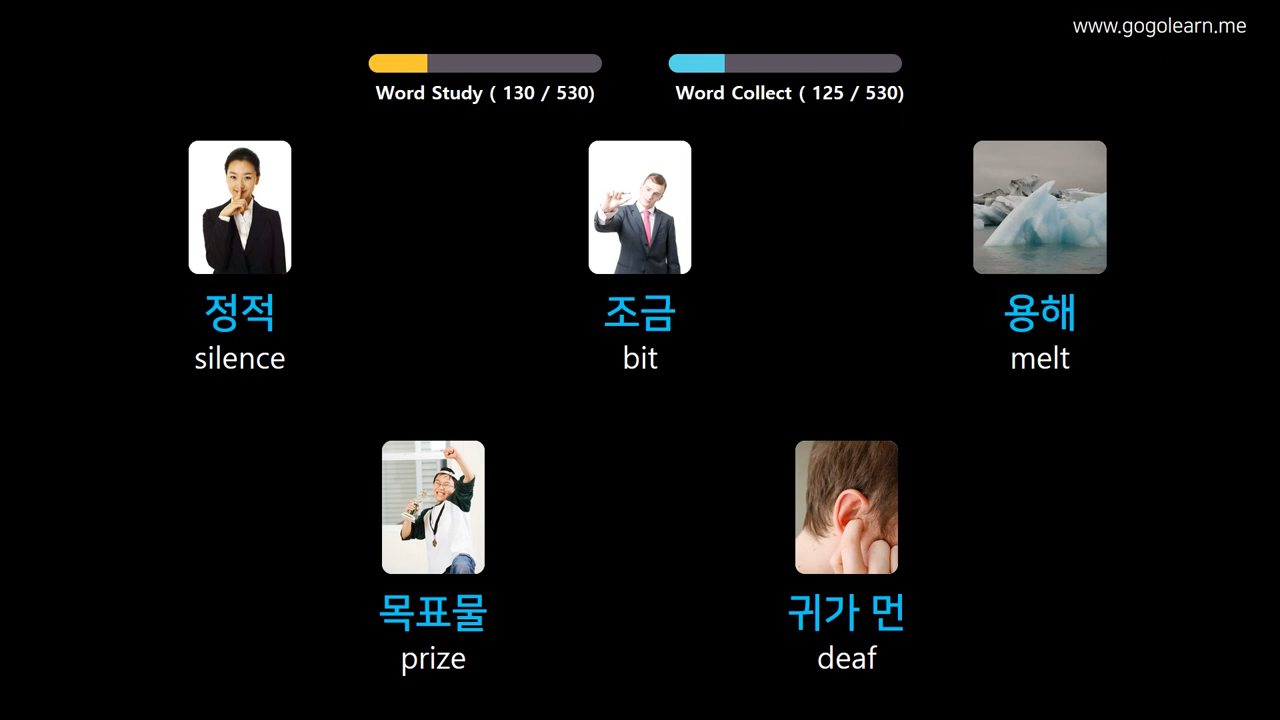 www.gogolearn.me
Word Study ( 130 / 530)
Word Collect ( 125 / 530)
정적
silence
조금
bit
용해
melt
목표물
prize
귀가 먼
deaf